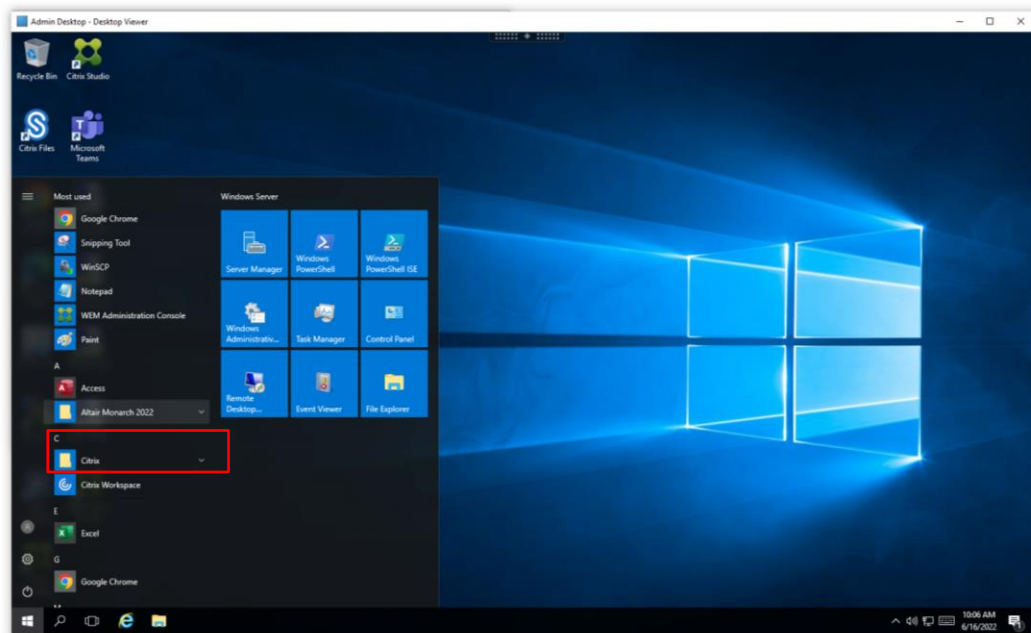 Admin Desktop - Desktop Viewer
Recycle Bin
Citrix Studio
Citrix Files
Microsoft
Teams
Most used
Google Chrome
Snipping Tool
WinSCP
Notepad
WEM Administration Console
Paint
A
Access
Altair Monarch 2022
C
Citrix
Citrix Workspace
E
Excel
G
Google Chrome
Windows Server
Server Manager
Windows
PowerShell
Windows
PowerShell ISE
Windows
Administrativ...
Task Manager
Control Panel
Remote
Desktop...
Event Viewer
File Explorer
10:06 AM
6/16/2022